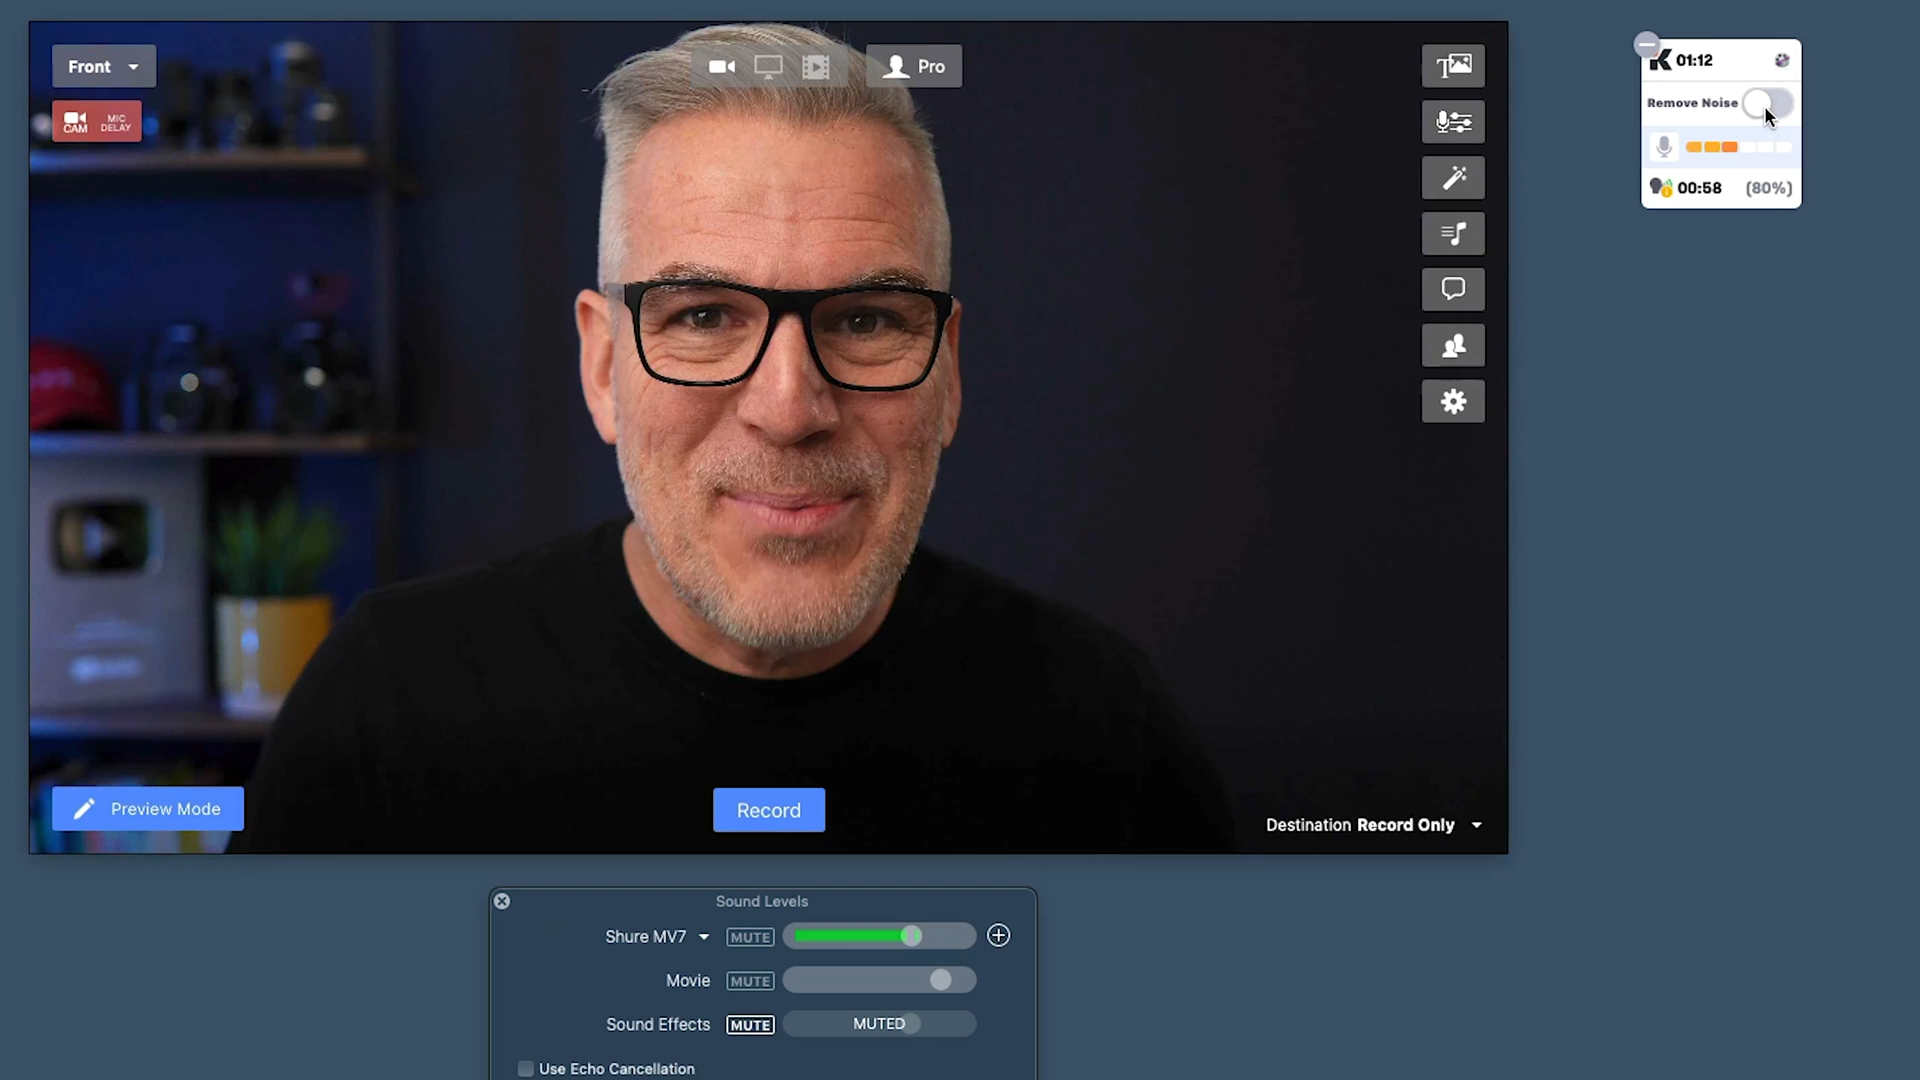 Front
Pro
CAM
MIC
DELAY
T
01:12
Remove Noise
00:58 (80%)
Preview Mode
Record
Destination Record Only
Sound Levels
Shure MV7 MUTE
Movie MUTE
Sound Effects MUTE MUTED
Use Echo Cancellation